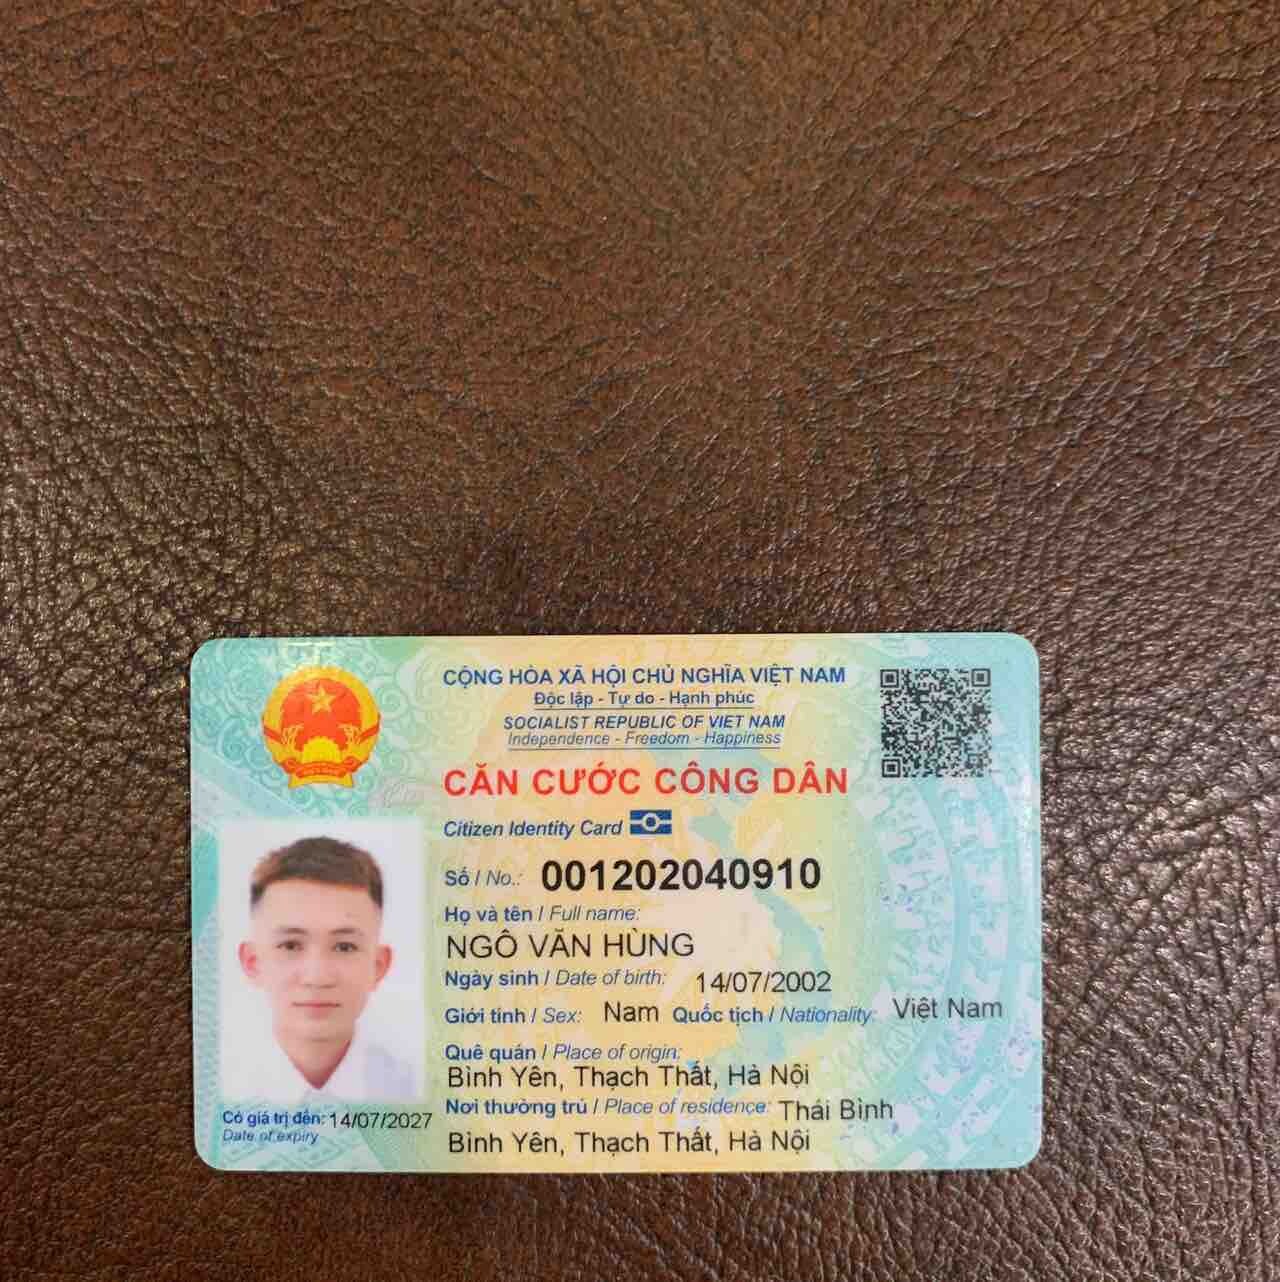 CỘNG HÒA XÃ HỘI CHỦ NGHĨA VIỆT NAM
Độc lập - Tự do - Hạnh phúc
SOCIALIST REPUBLIC OF VIET NAM
Independence - Freedom - Happiness
CĂN CƯỚC CÔNG DÂN
Citizen Identity Card
Số / No.: 001202040910
Họ và tên / Full name:
NGÔ VĂN HÙNG
Ngày sinh / Date of birth: 14/07/2002
Giới tính / Sex: Nam Quốc tịch / Nationality: Việt Nam
Quê quán / Place of origin:
Bình Yên, Thạch Thất, Hà Nội
Nơi thường trú / Place of residence: Thái Bình
Bình Yên, Thạch Thất, Hà Nội
Có giá trị đến: 14/07/2027
Date of expiry